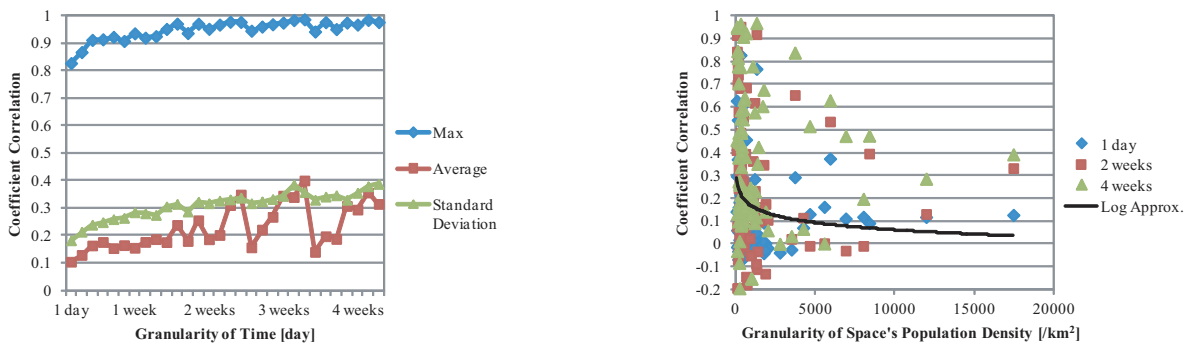 Coefficient Correlation
1
0.9
0.8
0.7
0.6
0.5
0.4
0.3
0.2
0.1
0
1 day 1 week 2 weeks 3 weeks 4 weeks
Granularity of Time [day]
Max
Average
Standard
Deviation
Coefficient Correlation
1
0.9
0.8
0.7
0.6
0.5
0.4
0.3
0.2
0.1
0
-0.1
-0.2
0 5000 10000 15000 20000
Granularity of Space's Population Density [/km²]
1 day
2 weeks
4 weeks
Log Approx.